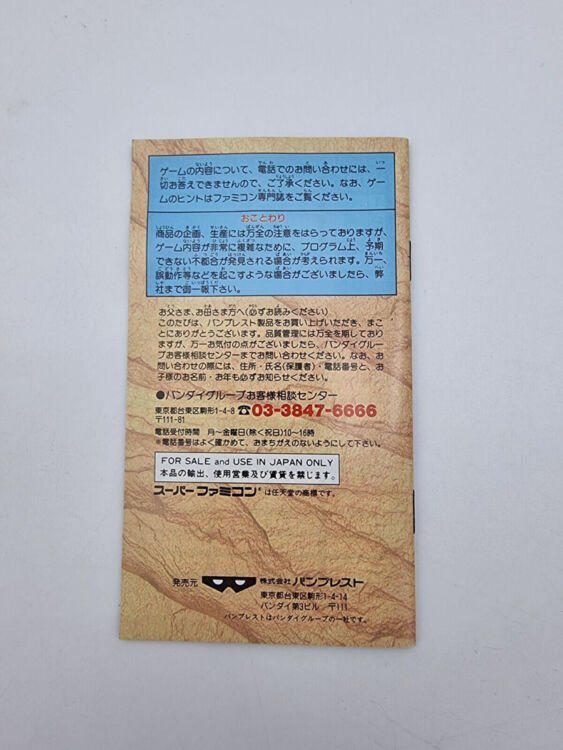 ゲームの内容について、電話でのお問い合わせには、一
切お答えできませんので、ご了承ください。なお、ゲー
ムのヒントはファミコン専門誌をご覧ください。
おことわり
商品の企画、生産には万全の注意をはらっておりますが、
ゲーム内容が非常に複雑なために、プログラム上、予期
できない不都合が発見される場合が考えられます。万一、
誤動作等などを起こすような場合がございましたら、弊
社まで御一報下さい。
お父さま、お母さま方へ(必ずお読みください)
このたびは、バンプレスト製品をお買い上げいただき、まこ
とにありがとうございます。品質管理には万全を期しており
ますが、万一お気付の点がございましたら、バンダイグルー
プお客様相談センターまでお問い合わせください。なお、お
問い合わせの際には、住所・氏名(保護者)・電話番号と、お
子様のお名前・お年も必ずお知らせください。
●バンダイグループお客様相談センター
東京都台東区駒形1-4-8 ☎03-3847-6666
〒111-81
電話受付時間 月〜金曜日(除く祝日)10〜16時
※電話番号はよく確かめて、おまちがえのないようにして下さい。
FOR SALE and USE IN JAPAN ONLY
本品の輸出、使用営業及び賃貸を禁じます。
スーパーファミコン®は任天堂の商標です。
発売元 株式会社 バンプレスト
東京都台東区駒形1-4-14
バンダイ第3ビル 〒111
バンプレストはバンダイグループの一社です。